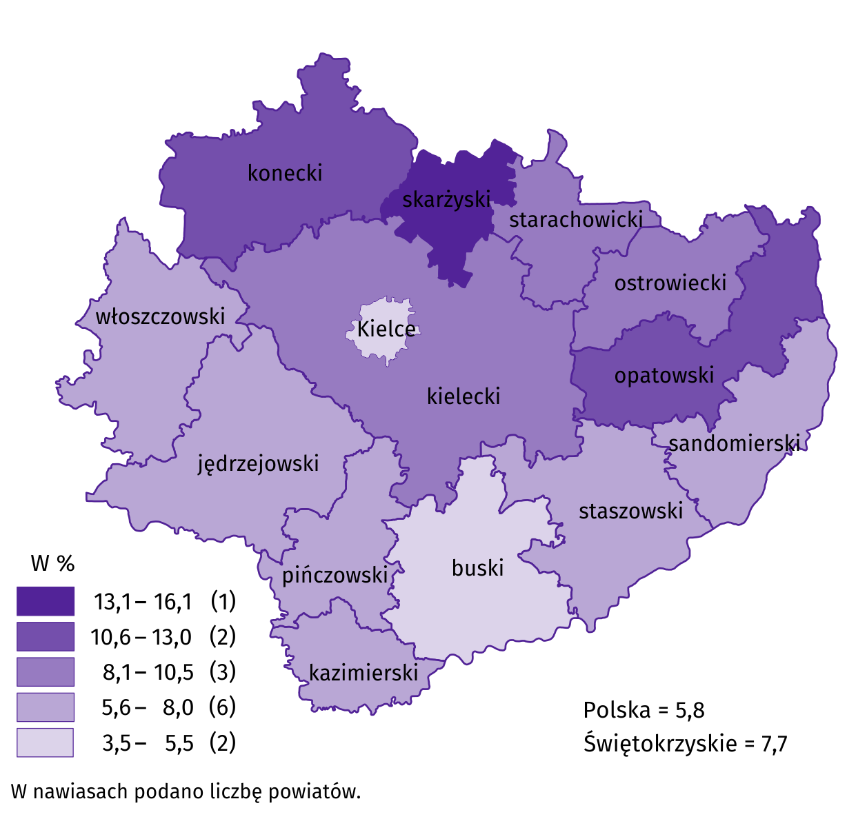 konecki
skarżyski
starachowicki
ostrowiecki
włoszczowski
Kielce
opatowski
kielecki
sandomierski
jędrzejowski
staszowski
buski
pińczowski
kazimierski
W %
13,1– 16,1 (1)
10,6– 13,0 (2)
8,1– 10,5 (3)
5,6– 8,0 (6)
3,5– 5,5 (2)
Polska = 5,8
Świętokrzyskie = 7,7
W nawiasach podano liczbę powiatów.